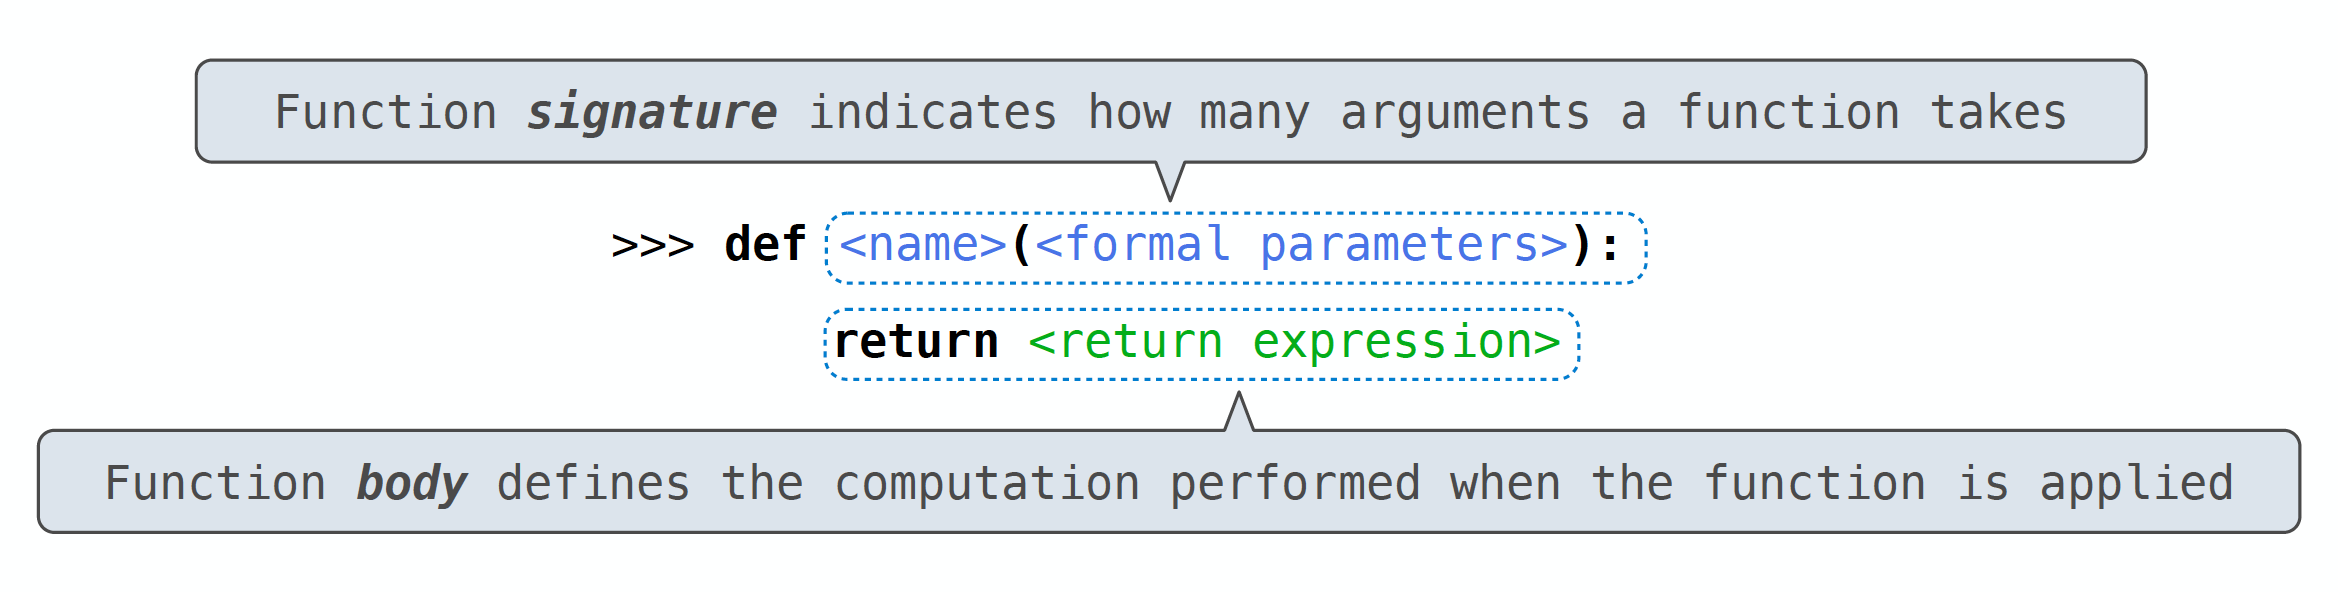 Function signature indicates how many arguments a function takes
>>> def <name>(<formal parameters>):
return <return expression>
Function body defines the computation performed when the function is applied